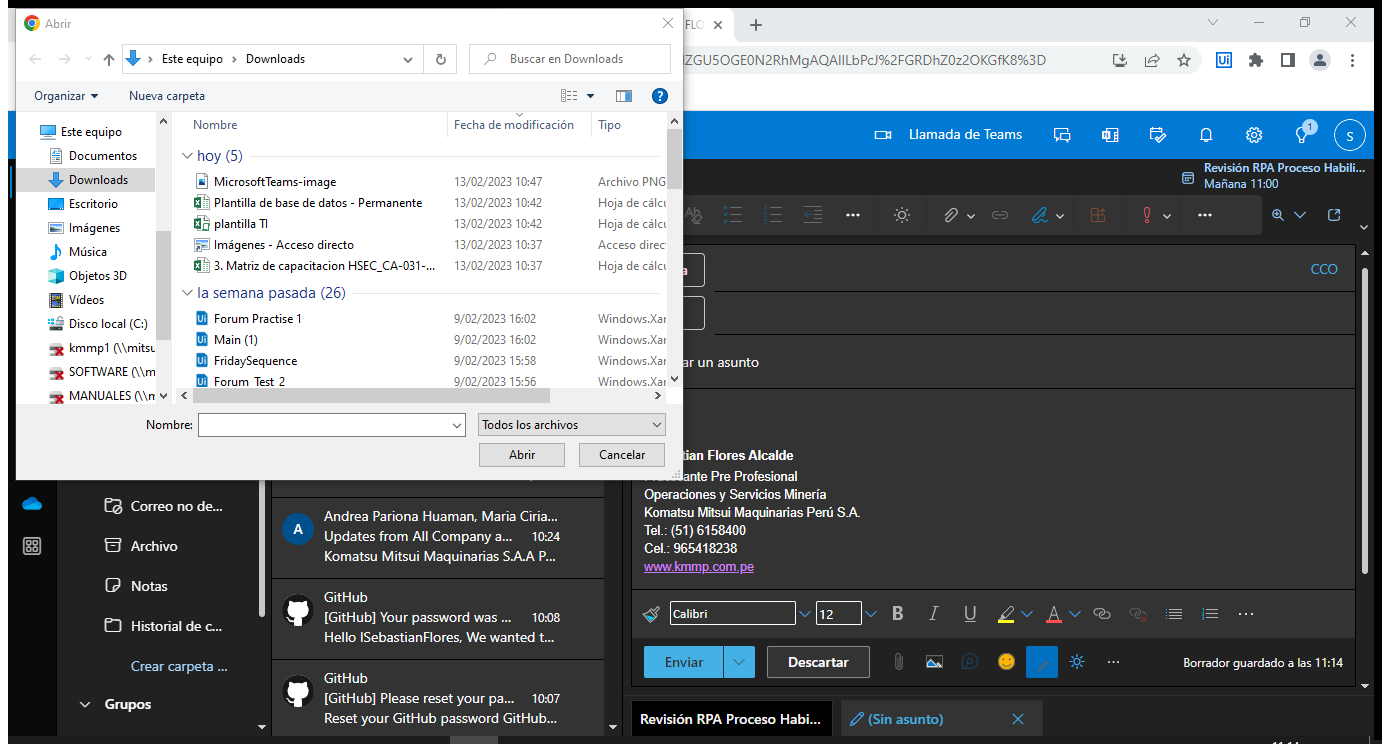 Abrir
FLO
ZGU5OGE0N2RhMgAQAIlLbPcJ%2FGRDhZ0z2OKGfK8%3D
Este equipo
Downloads
Buscar en Downloads
Organizar
Nueva carpeta
Este equipo
Documentos
Downloads
Escritorio
Imágenes
Música
Objetos 3D
Vídeos
Disco local (C:)
kmmp1 (\\mitsu
SOFTWARE (\\m
MANUALES (\\m
Nombre Fecha de modificación Tipo
hoy (5)
MicrosoftTeams-image 13/02/2023 10:47 Archivo PNG
Plantilla de base de datos - Permanente 13/02/2023 10:42 Hoja de cálcu
plantilla TI 13/02/2023 10:42 Hoja de cálcu
Imágenes - Acceso directo 13/02/2023 10:37 Acceso direc
3. Matriz de capacitacion HSEC_CA-031-... 13/02/2023 10:37 Hoja de cálcu
la semana pasada (26)
Forum Practise 1 9/02/2023 16:02 Windows.Xar
Main (1) 9/02/2023 16:02 Windows.Xar
FridaySequence 9/02/2023 15:58 Windows.Xar
Forum Test 2 9/02/2023 15:56 Windows.Xar
Nombre:
Todos los archivos
Abrir
Cancelar
Llamada de Teams
1
S
Revisión RPA Proceso Habili...
Mañana 11:00
a
CCO
ar un asunto
tian Flores Alcalde
Practicante Pre Profesional
Operaciones y Servicios Minería
Komatsu Mitsui Maquinarias Perú S.A.
Tel.: (51) 6158400
Cel.: 965418238
www.kmmp.com.pe
Calibri
12
B I U
A
Enviar
Descartar
Borrador guardado a las 11:14
Revisión RPA Proceso Habi...
(Sin asunto)
Correo no de...
Archivo
Notas
Historial de c...
Crear carpeta ...
Grupos
A
Andrea Pariona Huaman, Maria Ciria...
Updates from All Company a... 10:24
Komatsu Mitsui Maquinarias S.A.A P...
GitHub
[GitHub] Your password was ... 10:08
Hello ISebastianFlores, We wanted t...
GitHub
[GitHub] Please reset your pa... 10:07
Reset your GitHub password GitHub...